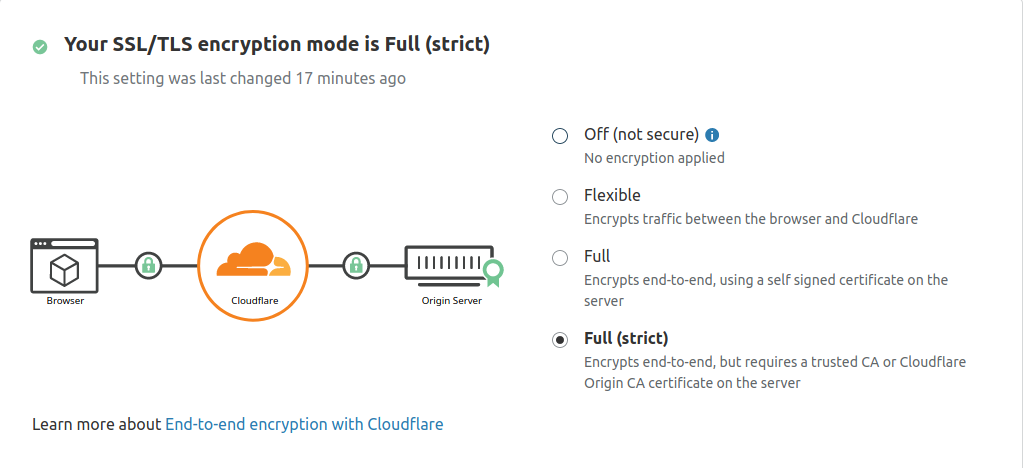 Your SSL/TLS encryption mode is Full (strict)
This setting was last changed 17 minutes ago
Off (not secure)
No encryption applied
Flexible
Encrypts traffic between the browser and Cloudflare
Full
Encrypts end-to-end, using a self signed certificate on the
server
Full (strict)
Encrypts end-to-end, but requires a trusted CA or Cloudflare
Origin CA certificate on the server
Browser
Cloudflare
Origin Server
Learn more about End-to-end encryption with Cloudflare